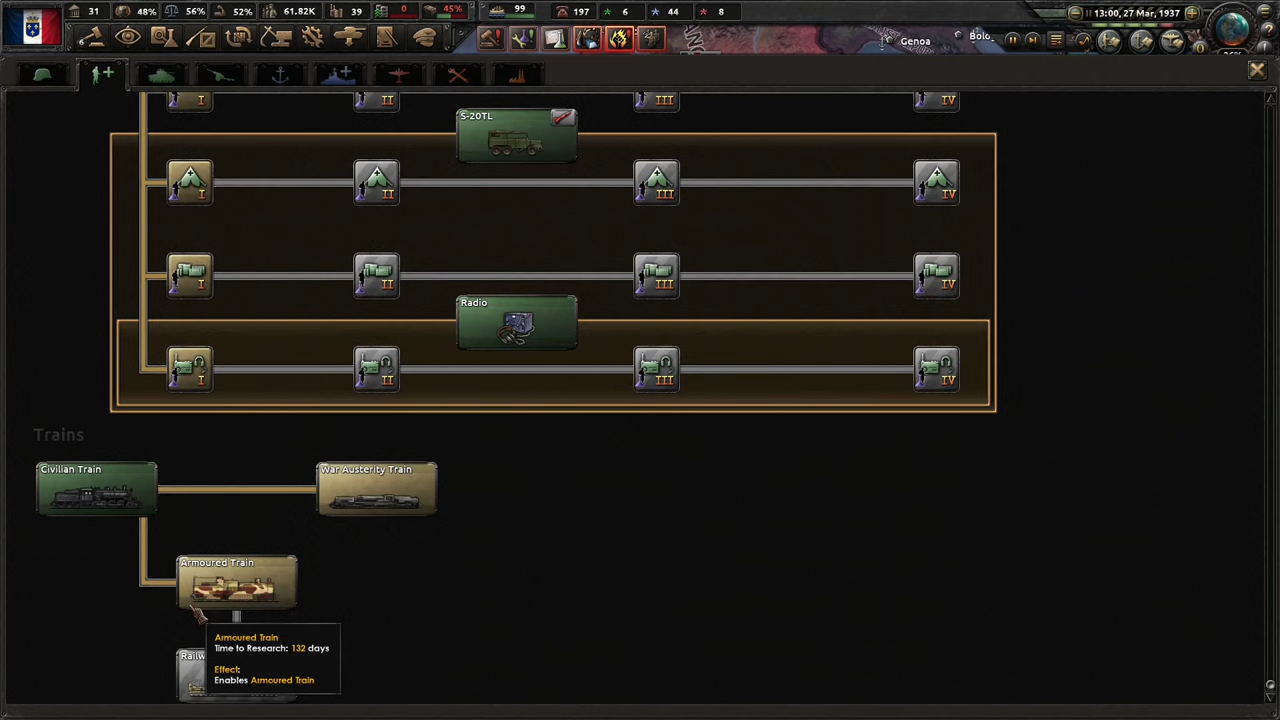 31 48% 56% 52% 61.82K 39 0 45% 99 197 6 44 8 13:00, 27 Mar, 1937
Genoa
Bolo
I II III IV
S-20TL
I II III IV
I II III IV
Radio
I II III IV
Trains
Civilian Train
War Austerity Train
Armoured Train
Armoured Train
Time to Research: 132 days
Effect:
Enables Armoured Train
Railw